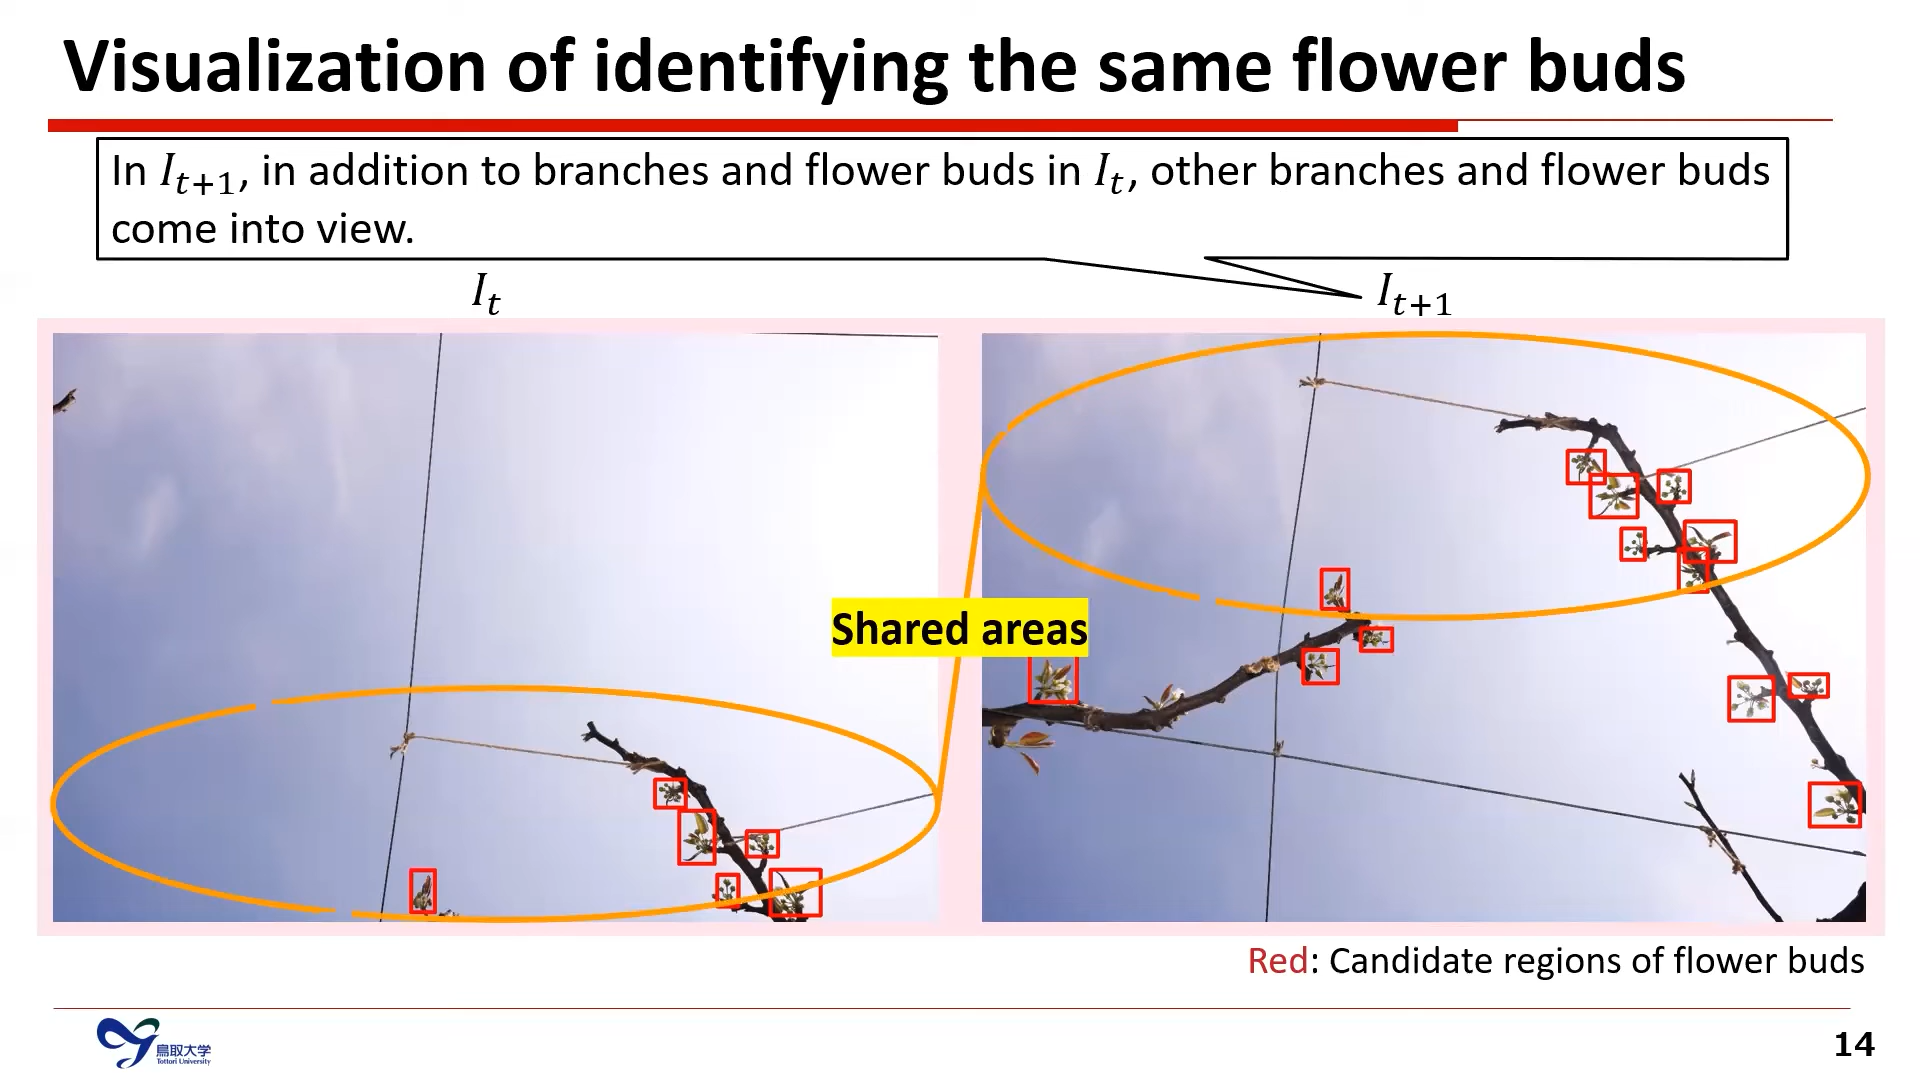 Visualization of identifying the same flower buds
In I_{t+1}, in addition to branches and flower buds in I_t, other branches and flower buds
come into view.
I_t
I_{t+1}
Shared areas
Red: Candidate regions of flower buds
鳥取大学
Tottori University
14